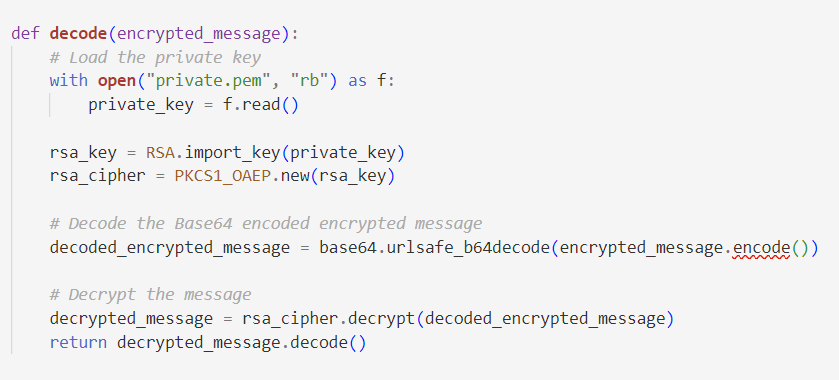 def decode(encrypted_message):
    # Load the private key
    with open("private.pem", "rb") as f:
        private_key = f.read()
    rsa_key = RSA.import_key(private_key)
    rsa_cipher = PKCS1_OAEP.new(rsa_key)
    # Decode the Base64 encoded encrypted message
    decoded_encrypted_message = base64.urlsafe_b64decode(encrypted_message.encode())
    # Decrypt the message
    decrypted_message = rsa_cipher.decrypt(decoded_encrypted_message)
    return decrypted_message.decode()